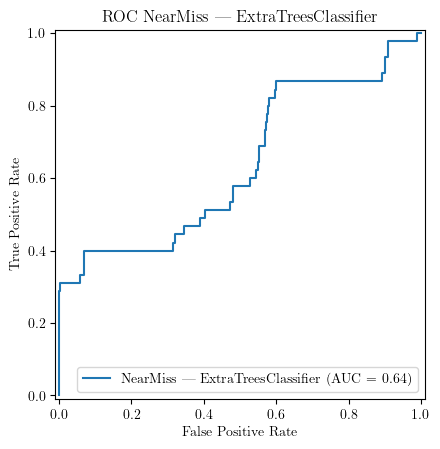 ROC NearMiss — ExtraTreesClassifier
True Positive Rate
1.0
0.8
0.6
0.4
0.2
0.0
NearMiss — ExtraTreesClassifier (AUC = 0.64)
0.0 0.2 0.4 0.6 0.8 1.0
False Positive Rate